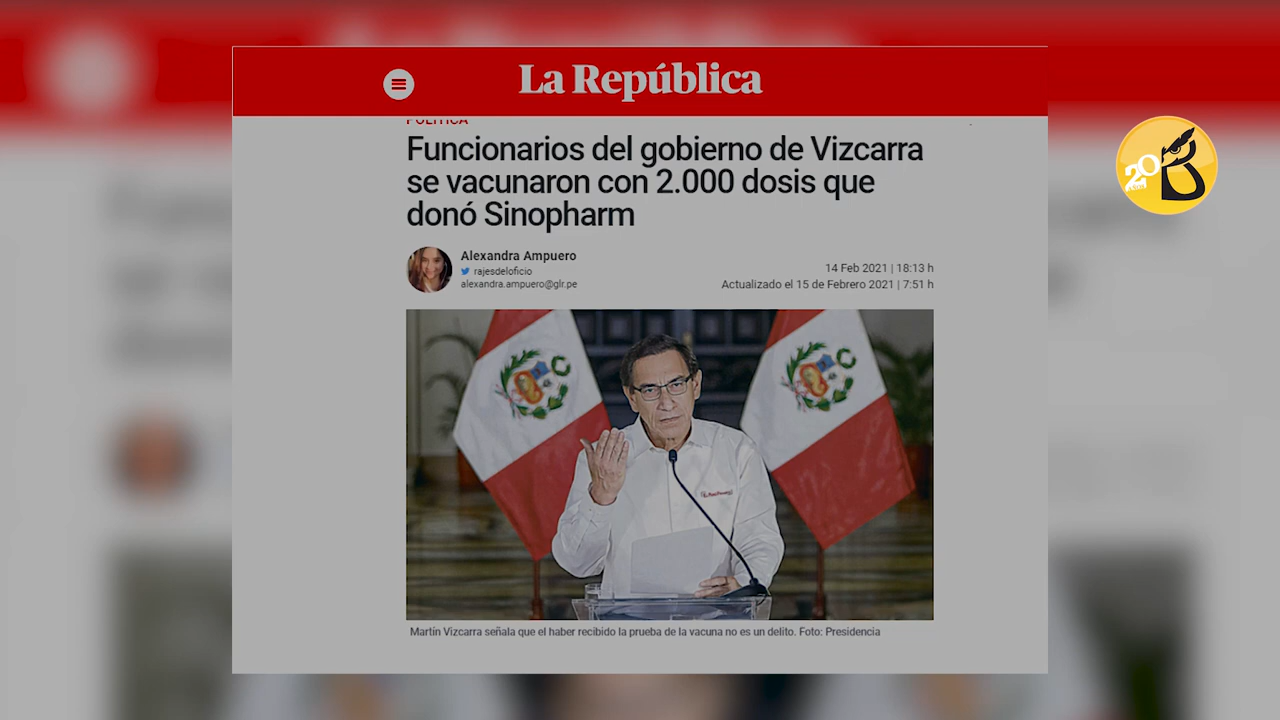 La República
POLÍTICA
Funcionarios del gobierno de Vizcarra
se vacunaron con 2.000 dosis que
donó Sinopharm
Alexandra Ampuero
rajesdeloficio
alexandra.ampuero@glr.pe
14 Feb 2021 | 18:13 h
Actualizado el 15 de Febrero 2021 | 7:51 h
Martín Vizcarra señala que el haber recibido la prueba de la vacuna no es un delito. Foto: Presidencia
20
AÑOS
B